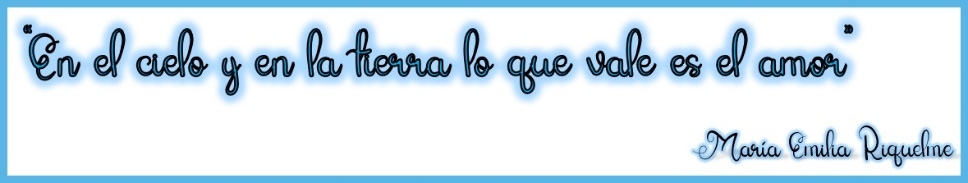 "En el cielo y en la tierra lo que vale es el amor"
María Emilia Riquelme